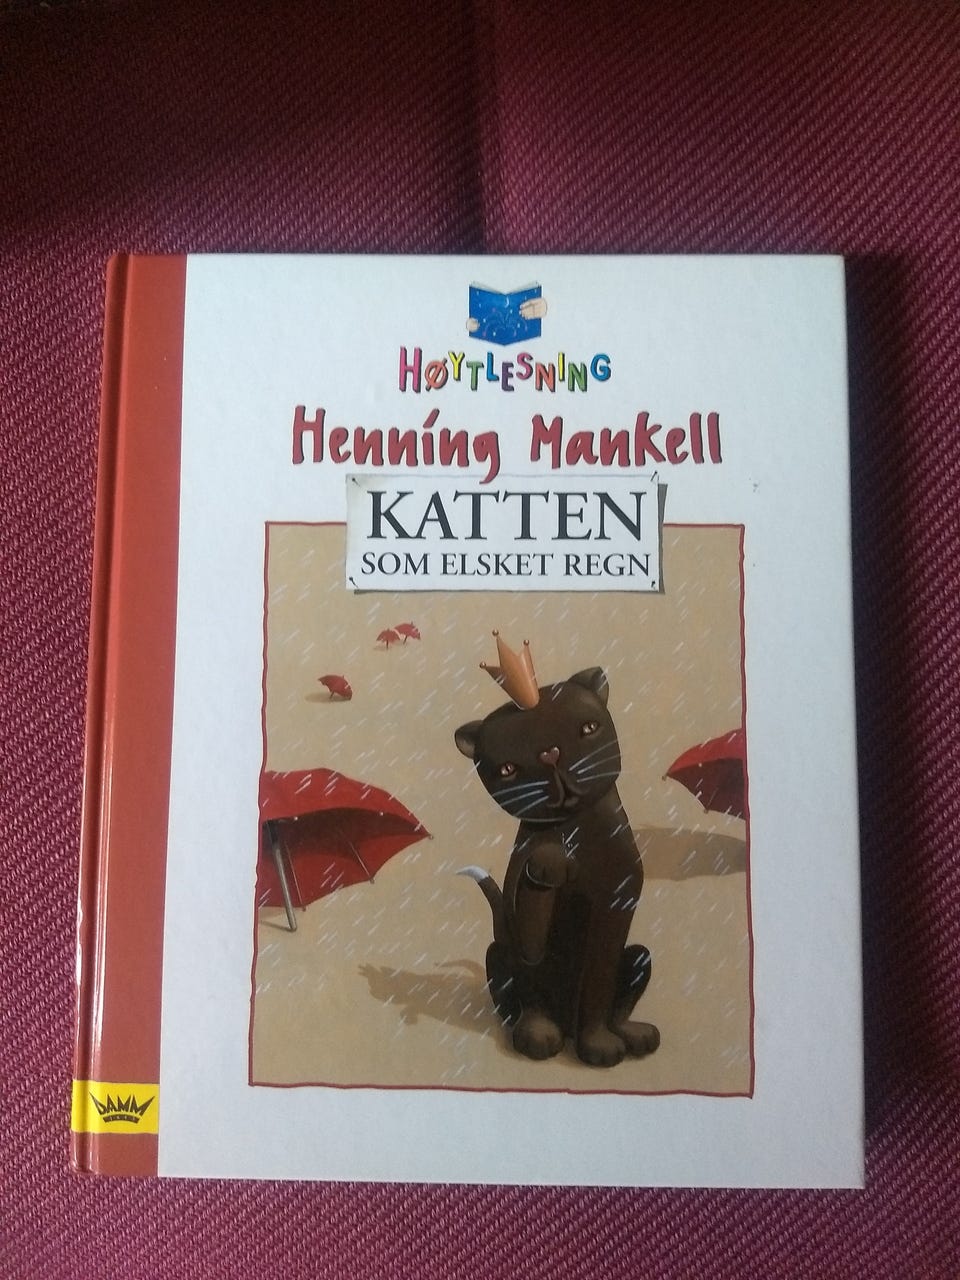 HØYTLESNING
Henning Mankell
KATTEN
SOM ELSKET REGN
DAMM